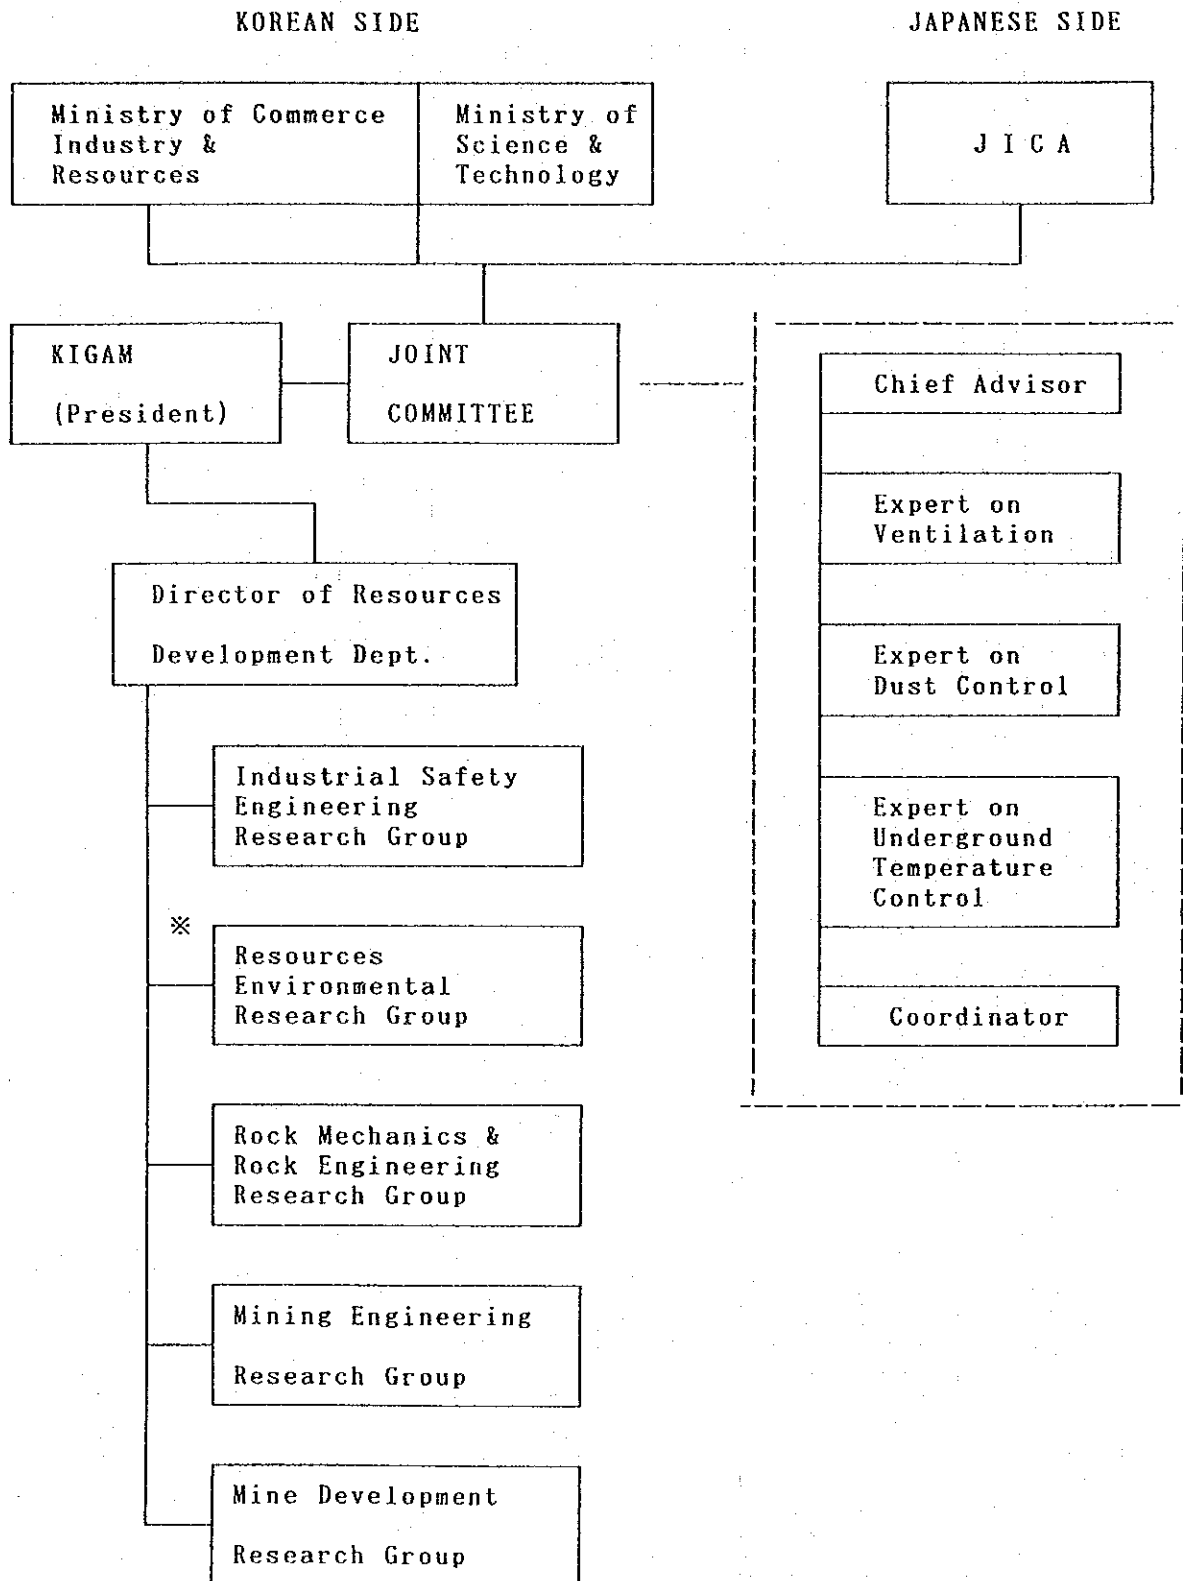 KOREAN SIDE
JAPANESE SIDE
Ministry of Commerce
Industry &
Resources
Ministry of
Science &
Technology
J I C A
KIGAM
(President)
JOINT
COMMITTEE
Chief Advisor
Expert on
Ventilation
Expert on
Dust Control
Expert on
Underground
Temperature
Control
Coordinator
Director of Resources
Development Dept.
Industrial Safety
Engineering
Research Group
※
Resources
Environmental
Research Group
Rock Mechanics &
Rock Engineering
Research Group
Mining Engineering
Research Group
Mine Development
Research Group